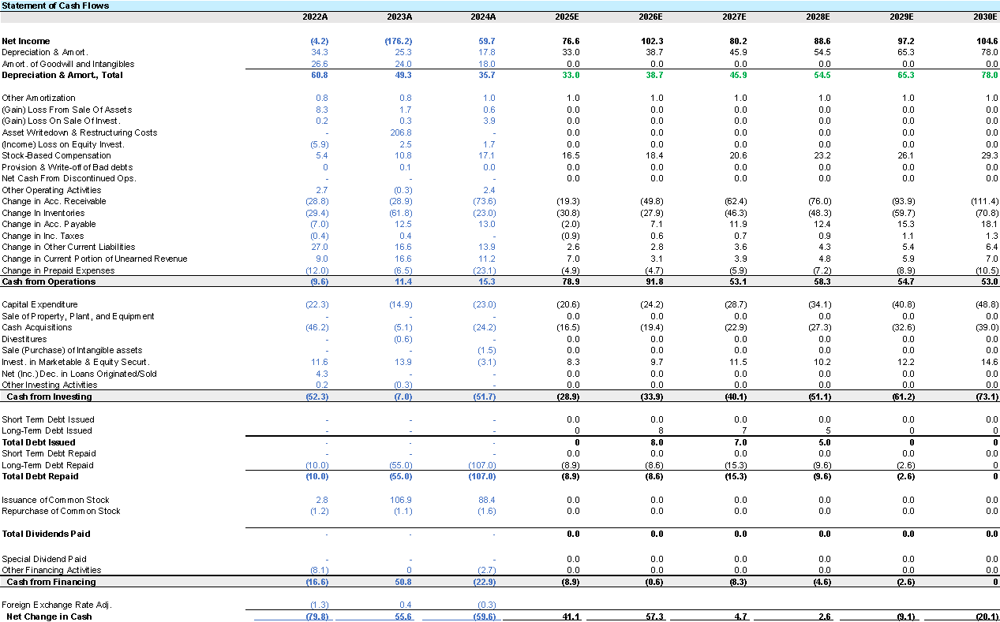 Statement of Cash Flows
2022A 2023A 2024A 2025E 2026E 2027E 2028E 2029E 2030E
Net Income (4.2) (176.2) 59.7 76.6 102.3 80.2 88.6 97.2 104.6
Depreciation & Amort. 34.3 25.3 17.8 33.0 38.7 45.9 54.5 65.3 78.0
Amort. of Goodwill and Intangibles 26.6 24.0 18.0 0.0 0.0 0.0 0.0 0.0 0.0
Depreciation & Amort., Total 60.8 49.3 35.7 33.0 38.7 45.9 54.5 65.3 78.0
Other Amortization 0.8 0.8 1.0 1.0 1.0 1.0 1.0 1.0 1.0
(Gain) Loss From Sale Of Assets 8.3 1.7 0.6 0.0 0.0 0.0 0.0 0.0 0.0
(Gain) Loss On Sale Of Invest. 0.2 0.3 3.9 0.0 0.0 0.0 0.0 0.0 0.0
Asset Writedown & Restructuring Costs - 206.8 - 0.0 0.0 0.0 0.0 0.0 0.0
(Income) Loss on Equity Invest. (5.9) 2.5 1.7 0.0 0.0 0.0 0.0 0.0 0.0
Stock-Based Compensation 5.4 10.8 17.1 16.5 18.4 20.6 23.2 26.1 29.3
Provision & Write-off of Bad debts 0 0.1 0.0 0.0 0.0 0.0 0.0 0.0 0.0
Net Cash From Discontinued Ops. - - - 0.0 0.0 0.0 0.0 0.0 0.0
Other Operating Activities 2.7 (0.3) 2.4
Change in Acc. Receivable (28.8) (28.9) (73.6) (19.3) (49.8) (62.4) (76.0) (93.9) (111.4)
Change In Inventories (29.4) (61.8) (23.0) (30.8) (27.9) (46.3) (48.3) (59.7) (70.8)
Change in Acc. Payable (7.0) 12.5 13.0 (2.0) 7.1 11.9 12.4 15.3 18.1
Change in Inc. Taxes (0.4) 0.4 - (0.9) 0.6 0.7 0.9 1.1 1.3
Change in Other Current Liabilities 27.0 16.6 13.9 2.6 2.8 3.6 4.3 5.4 6.4
Change in Current Portion of Unearned Revenue 9.0 16.6 11.2 7.0 3.1 3.9 4.8 5.9 7.0
Change in Prepaid Expenses (12.0) (6.5) (23.1) (4.9) (4.7) (5.9) (7.2) (8.9) (10.5)
Cash from Operations (9.6) 11.4 15.3 78.9 91.8 53.1 58.3 54.7 53.0
Capital Expenditure (22.3) (14.9) (23.0) (20.6) (24.2) (28.7) (34.1) (40.8) (48.8)
Sale of Property, Plant, and Equipment - - - 0.0 0.0 0.0 0.0 0.0 0.0
Cash Acquisitions (46.2) (5.1) (24.2) (16.5) (19.4) (22.9) (27.3) (32.6) (39.0)
Divestitures - (0.6) - 0.0 0.0 0.0 0.0 0.0 0.0
Sale (Purchase) of Intangible assets - - (1.5) 0.0 0.0 0.0 0.0 0.0 0.0
Invest. in Marketable & Equity Securt. 11.6 13.9 (3.1) 8.3 9.7 11.5 10.2 12.2 14.6
Net (Inc.) Dec. in Loans Originated/Sold 4.3 - - 0.0 0.0 0.0 0.0 0.0 0.0
Other Investing Activities 0.2 (0.3) - 0.0 0.0 0.0 0.0 0.0 0.0
Cash from Investing (52.3) (7.0) (51.7) (28.9) (33.9) (40.1) (51.1) (61.2) (73.1)
Short Term Debt Issued - - - 0.0 0.0 0.0 0.0 0.0 0.0
Long-Term Debt Issued - - - 0 8 7 5 0 0
Total Debt Issued - - - 0 8.0 7.0 5.0 0 0
Short Term Debt Repaid - - - 0.0 0.0 0.0 0.0 0.0 0.0
Long-Term Debt Repaid (10.0) (55.0) (107.0) (8.9) (8.6) (15.3) (9.6) (2.6) 0
Total Debt Repaid (10.0) (55.0) (107.0) (8.9) (8.6) (15.3) (9.6) (2.6) 0
Issuance of Common Stock 2.8 106.9 88.4 0.0 0.0 0.0 0.0 0.0 0.0
Repurchase of Common Stock (1.2) (1.1) (1.6) 0.0 0.0 0.0 0.0 0.0 0.0
Total Dividends Paid - - - 0.0 0.0 0.0 0.0 0.0 0.0
Special Dividend Paid - - - 0.0 0.0 0.0 0.0 0.0 0.0
Other Financing Activities (8.1) 0 (2.7) 0.0 0.0 0.0 0.0 0.0 0.0
Cash from Financing (16.6) 50.8 (22.9) (8.9) (0.6) (8.3) (4.6) (2.6) 0
Foreign Exchange Rate Adj. (1.3) 0.4 (0.3)
Net Change in Cash (79.8) 55.6 (59.6) 41.1 57.3 4.7 2.6 (9.1) (20.1)